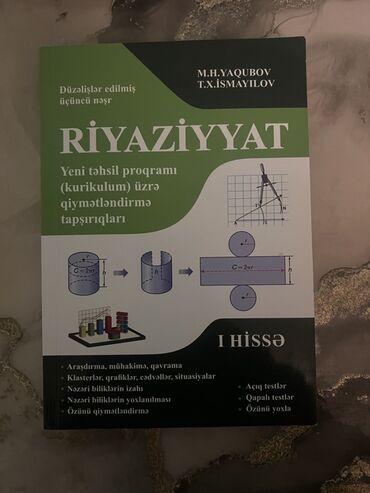 M.H.YAQUBOV
T.X.İSMAYILOV
Düzəlişlər edilmiş
üçüncü nəşr
RİYAZİYYAT
Yeni təhsil proqramı
(kurikulum) üzrə
qiymətləndirmə
tapşırıqları
r
C=2πr
h
h
C=2πr
h
I HİSSƏ
• Araşdırma, mühakimə, qavrama
• Klasterlər, qrafiklər, cədvəllər, situasiyalar
• Nəzəri biliklərin izahı
• Nəzəri biliklərin yoxlanılması
• Özünü qiymətləndirmə
• Açıq testlər
• Qapalı testlər
• Özünü yoxla